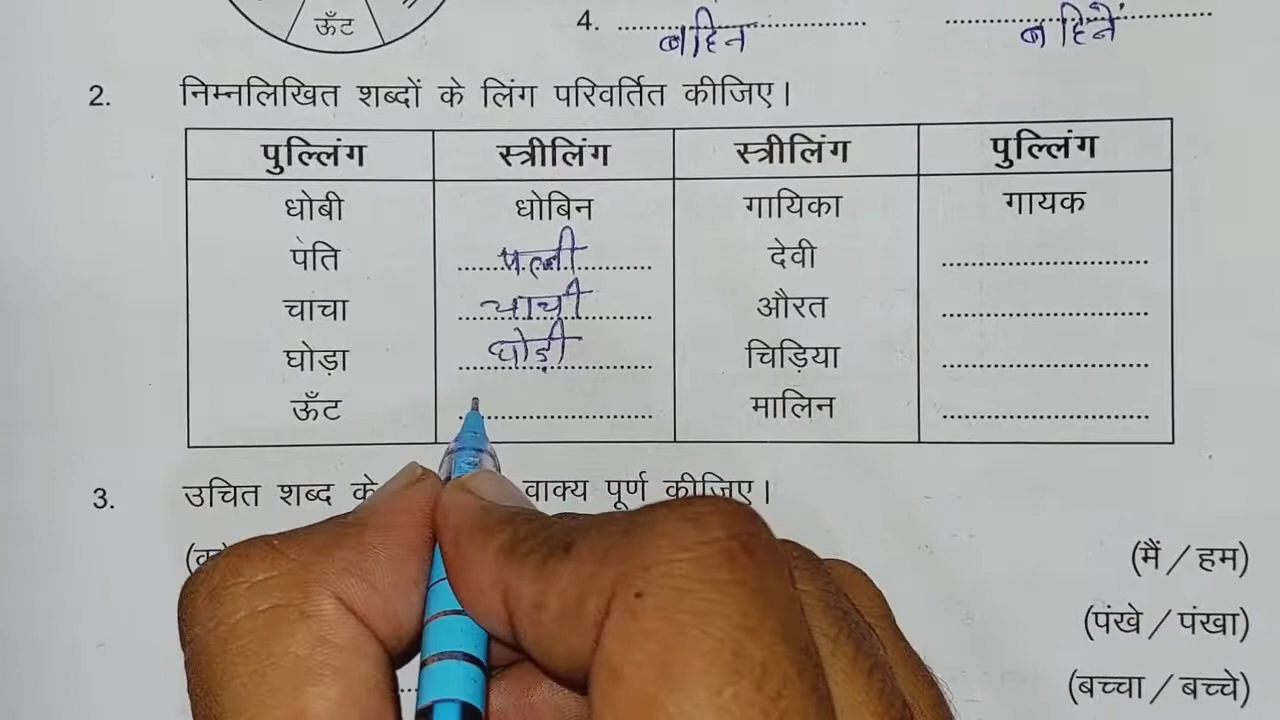 ऊँट
4. बहिन बहिनें
2. निम्नलिखित शब्दों के लिंग परिवर्तित कीजिए।
पुल्लिंग स्त्रीलिंग स्त्रीलिंग पुल्लिंग
धोबी धोबिन गायिका गायक
पति पत्नी देवी
चाचा चाची औरत
घोड़ा घोड़ी चिड़िया
ऊँट मालिन
3. उचित शब्द के वाक्य पूर्ण कीजिए।
(मैं / हम)
(पंखे / पंखा)
(बच्चा / बच्चे)